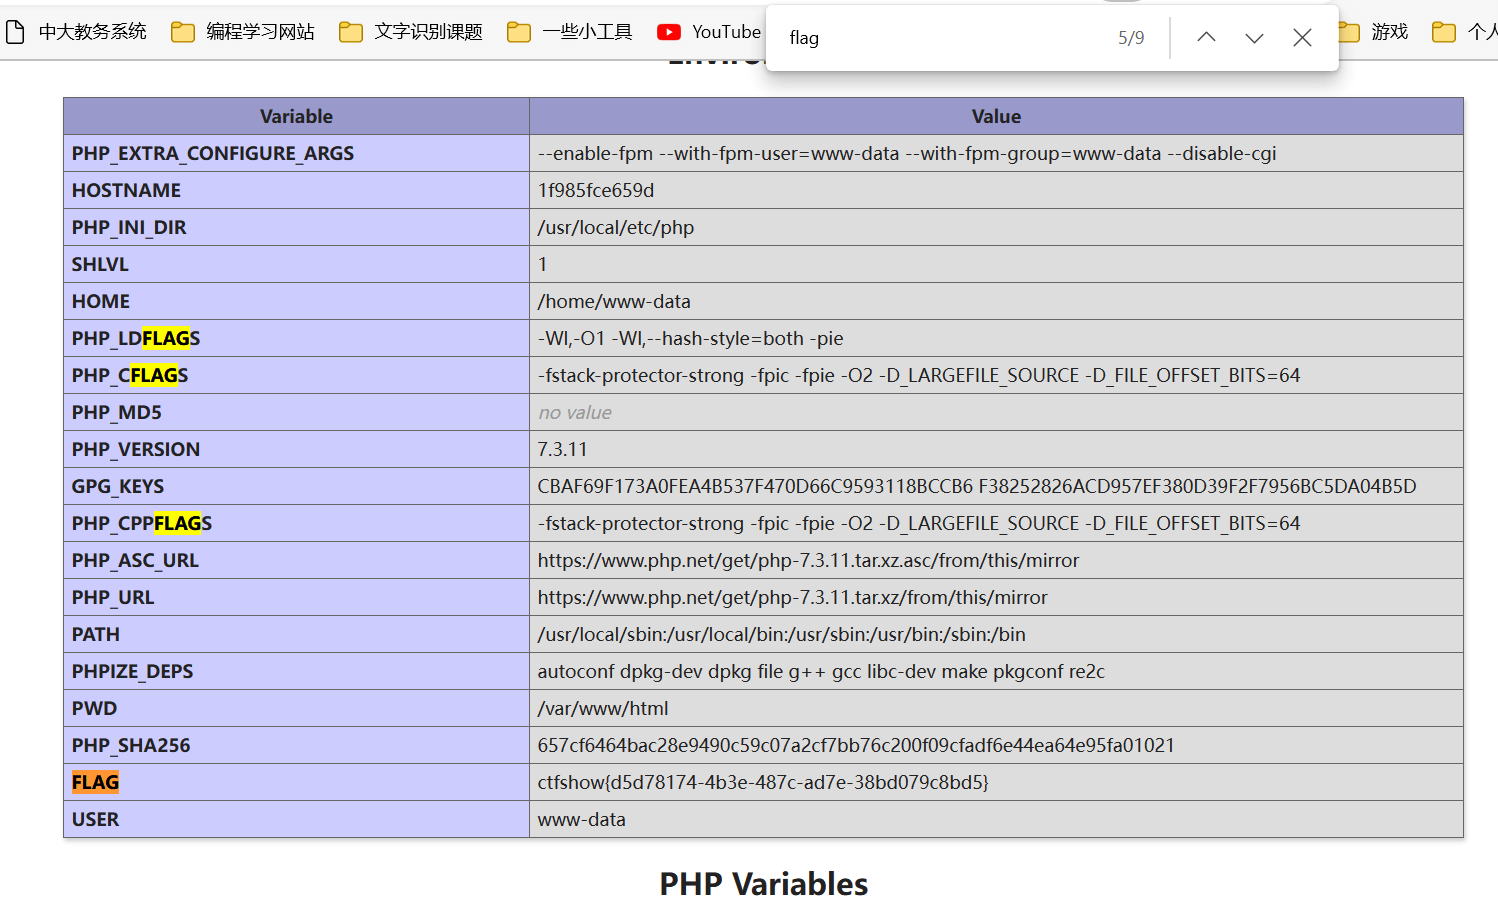 中大教务系统 编程学习网站 文字识别课题 一些小工具 YouTube flag 5/9 游戏 个人
Variable Value
PHP_EXTRA_CONFIGURE_ARGS --enable-fpm --with-fpm-user=www-data --with-fpm-group=www-data --disable-cgi
HOSTNAME 1f985fce659d
PHP_INI_DIR /usr/local/etc/php
SHLVL 1
HOME /home/www-data
PHP_LDFLAGS -Wl,-O1 -Wl,--hash-style=both -pie
PHP_CFLAGS -fstack-protector-strong -fpic -fpie -O2 -D_LARGEFILE_SOURCE -D_FILE_OFFSET_BITS=64
PHP_MD5 no value
PHP_VERSION 7.3.11
GPG_KEYS CBAF69F173A0FEA4B537F470D66C9593118BCCB6 F38252826ACD957EF380D39F2F7956BC5DA04B5D
PHP_CPPFLAGS -fstack-protector-strong -fpic -fpie -O2 -D_LARGEFILE_SOURCE -D_FILE_OFFSET_BITS=64
PHP_ASC_URL https://www.php.net/get/php-7.3.11.tar.xz.asc/from/this/mirror
PHP_URL https://www.php.net/get/php-7.3.11.tar.xz/from/this/mirror
PATH /usr/local/sbin:/usr/local/bin:/usr/sbin:/usr/bin:/sbin:/bin
PHPIZE_DEPS autoconf dpkg-dev dpkg file g++ gcc libc-dev make pkgconf re2c
PWD /var/www/html
PHP_SHA256 657cf6464bac28e9490c59c07a2cf7bb76c200f09cfadf6e44ea64e95fa01021
FLAG ctfshow{d5d78174-4b3e-487c-ad7e-38bd079c8bd5}
USER www-data
PHP Variables